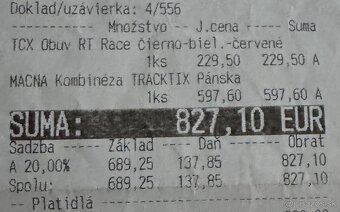 Doklad/uzávierka: 4/556
Množstvo J.cena Suma
TCX Obuv RT Race Čierno-biel.-červené
1ks 229,50 229,50 A
MACNA Kombinéza TRACKTIX Pánska
1ks 597,60 597,60 A
SUMA: 827,10 EUR
Sadzba Základ Daň Obrat
A 20,00% 689,25 137,85 827,10
Spolu: 689,25 137,85 827,10
-- Platidlá --